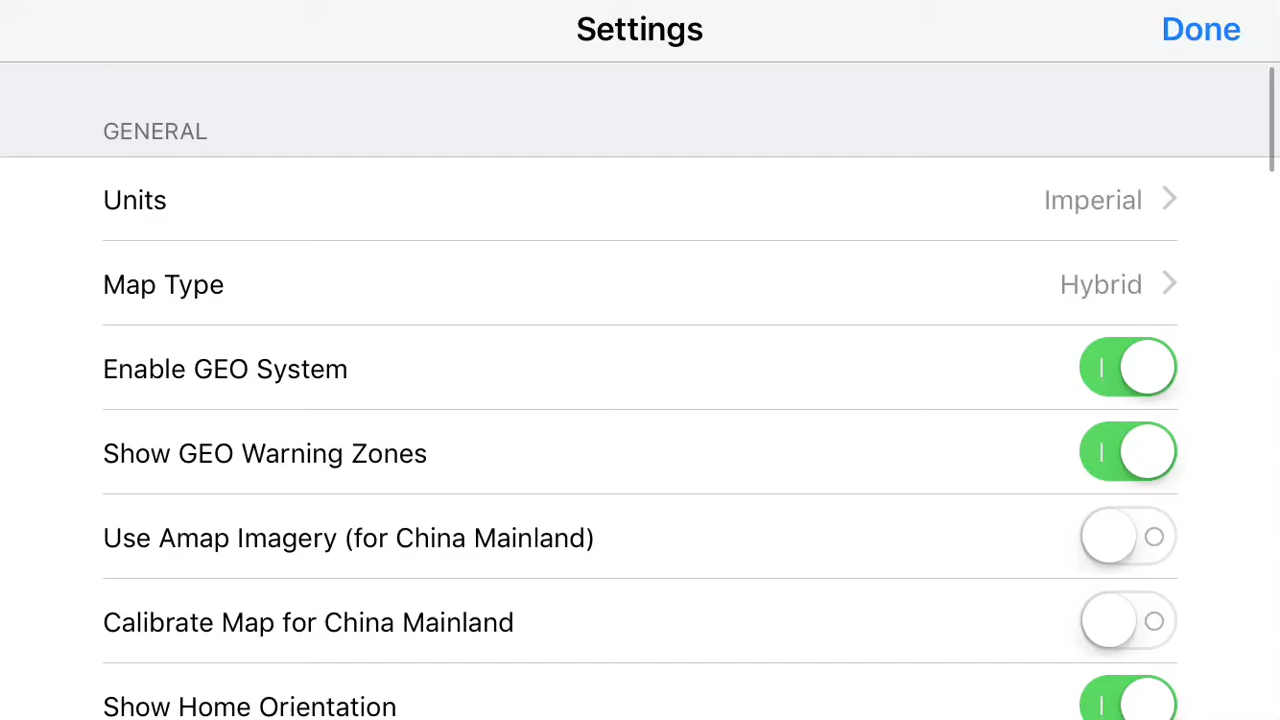 Settings
Done
GENERAL
Units
Imperial
Map Type
Hybrid
Enable GEO System
Show GEO Warning Zones
Use Amap Imagery (for China Mainland)
Calibrate Map for China Mainland
Show Home Orientation